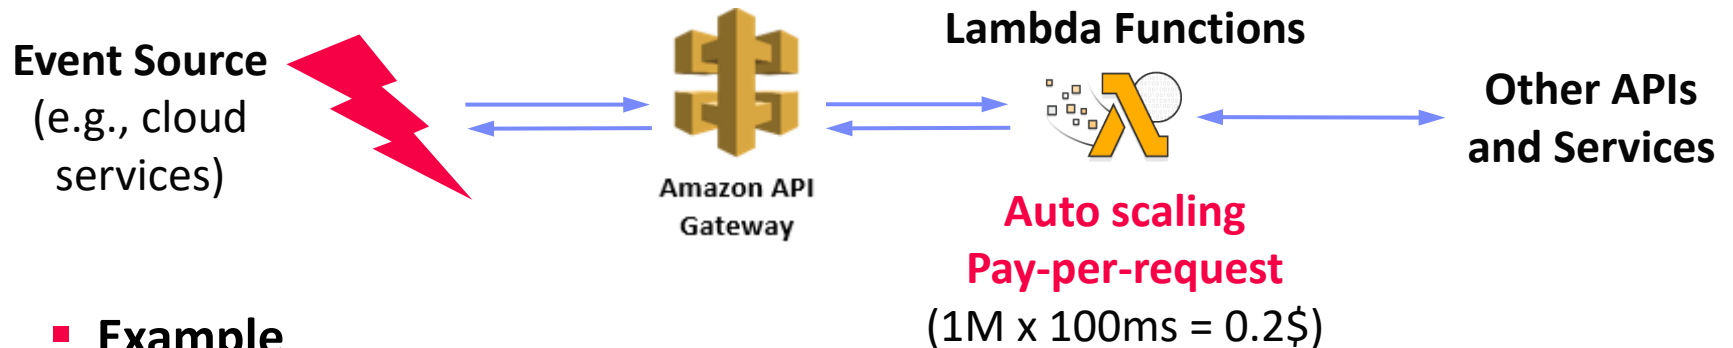 Event Source
(e.g., cloud
services)
Amazon API
Gateway
Lambda Functions
Auto scaling
Pay-per-request
(1M x 100ms = 0.2$)
Other APIs
and Services
Example